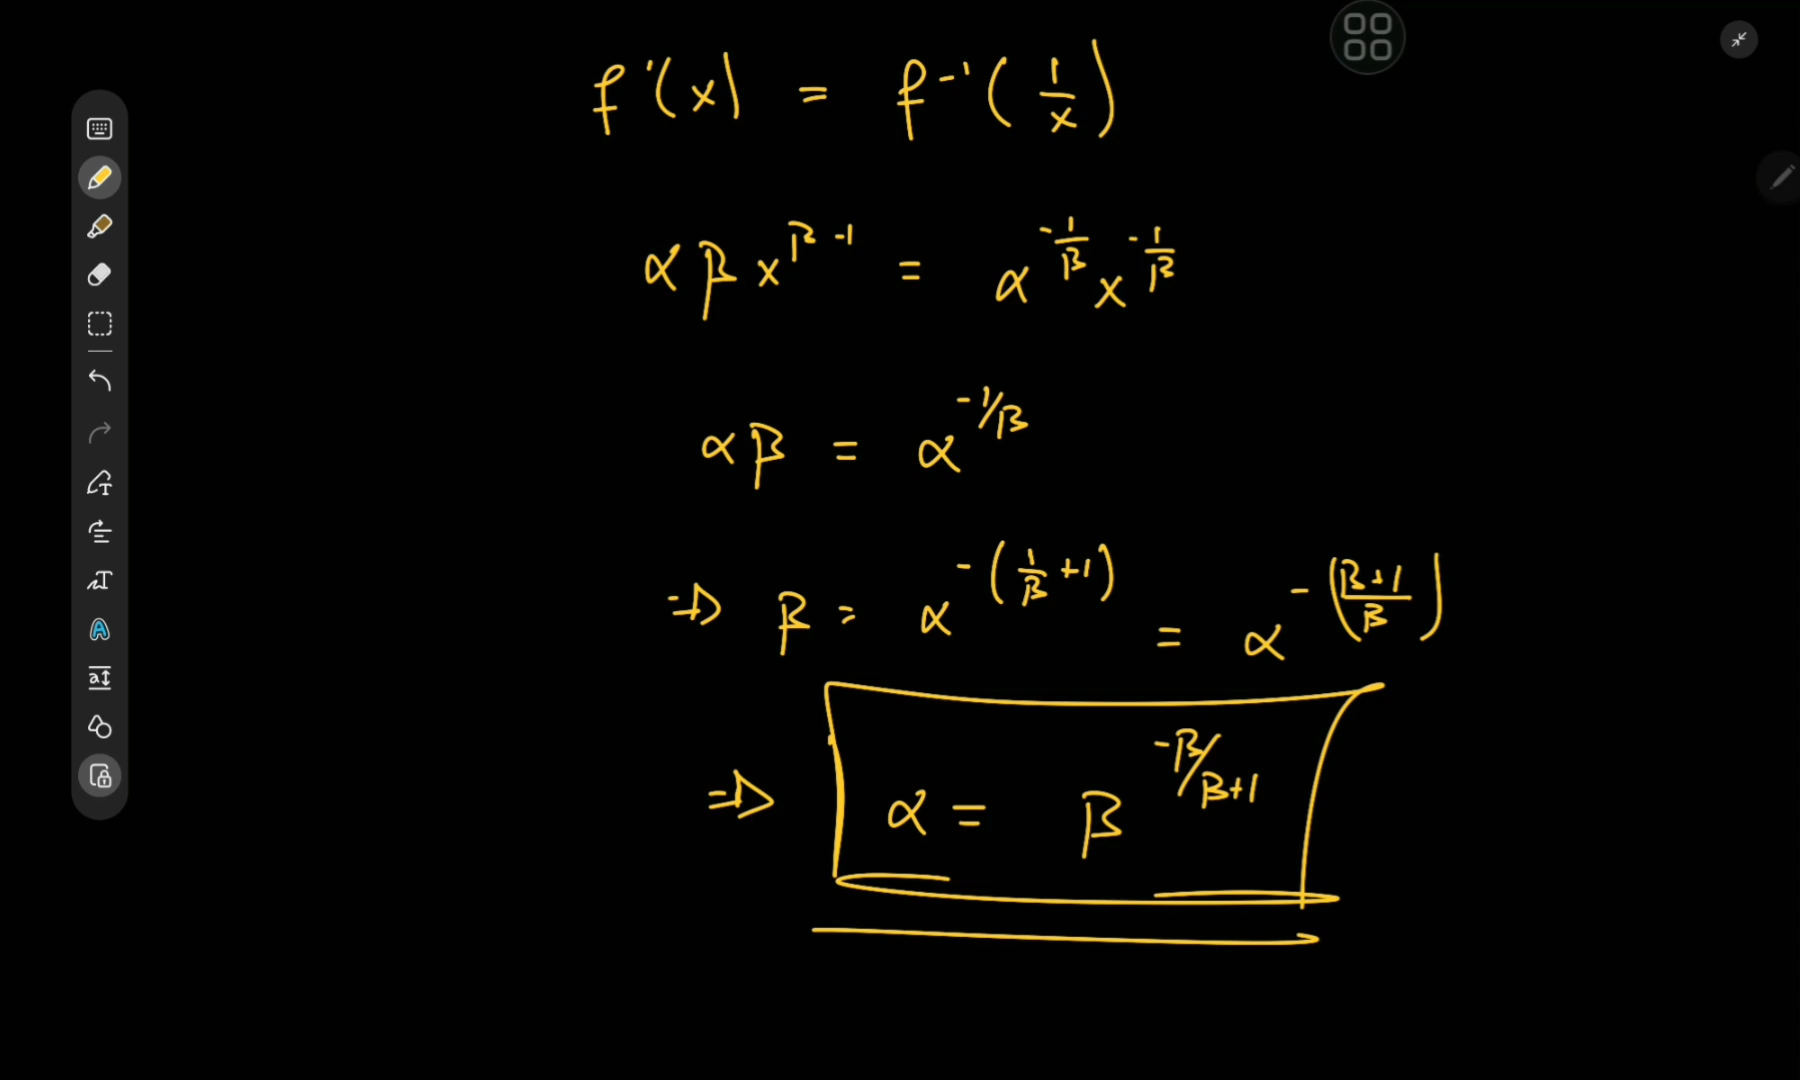 f'(x) = f⁻¹(1/x)
αβx^(β-1) = α^(-1/β) x^(-1/β)
αβ = α^(-1/β)
⇒ β = α^(-(1/β+1)) = α^(-((β+1)/β))
⇒ α = β^(-β/(β+1))